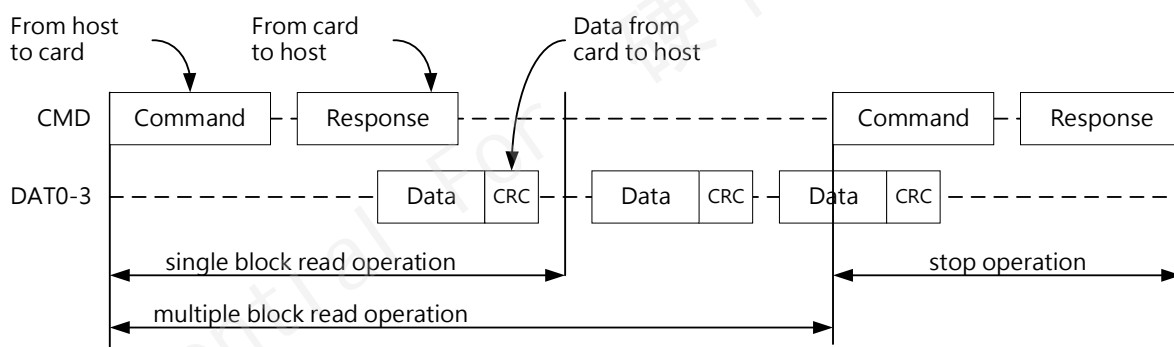 From host
to card
From card
to host
Data from
card to host
CMD
Command
Response
Command
Response
DAT0-3
Data
CRC
Data
CRC
Data
CRC
single block read operation
stop operation
multiple block read operation
For